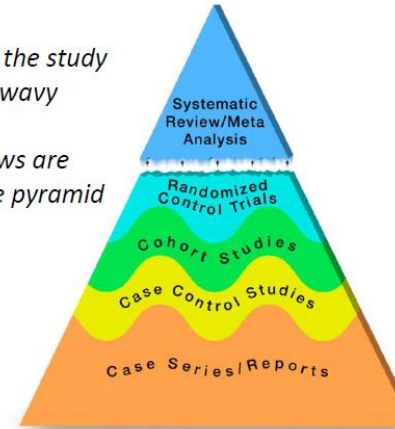 the study
wavy
ws are
e pyramid
Systematic
Review/Meta
Analysis
Randomized
Control Trials
Cohort Studies
Case Control Studies
Case Series/Reports